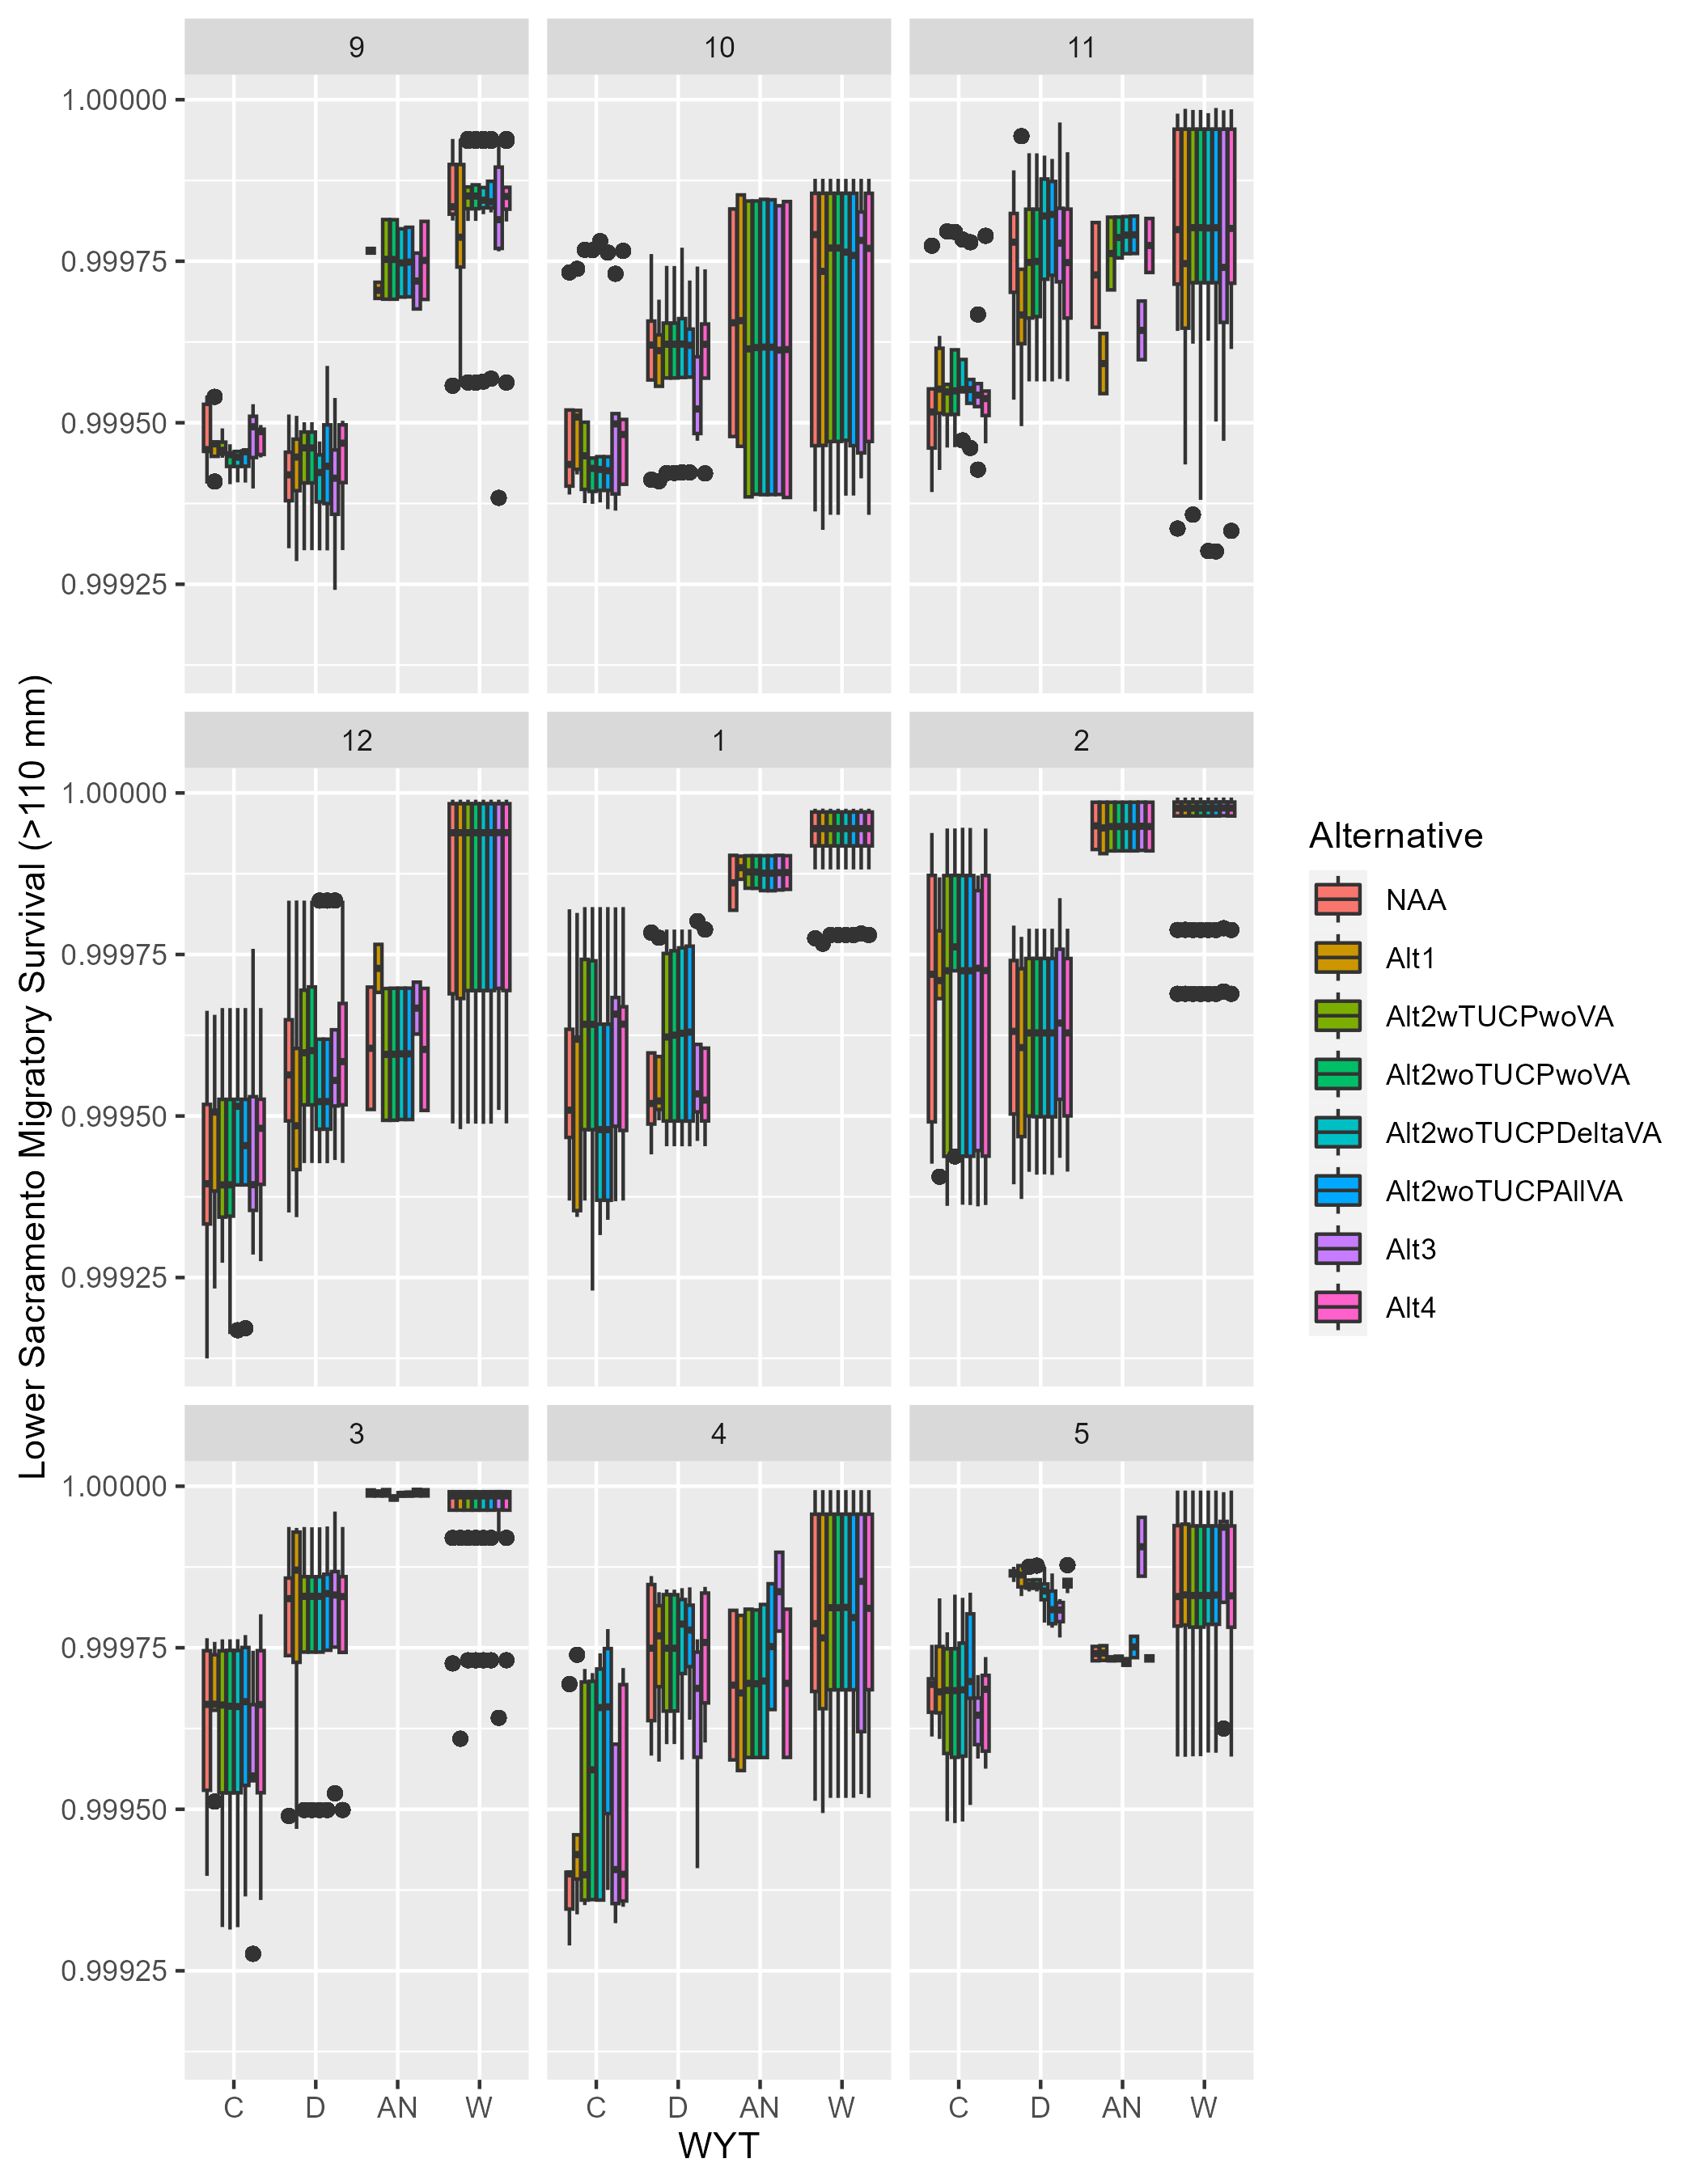 9 10 11
1.00000
0.99975
0.99950
0.99925
12 1 2
1.00000
0.99975
0.99950
0.99925
3 4 5
1.00000
0.99975
0.99950
0.99925
C D AN W C D AN W C D AN W
WYT
Lower Sacramento Migratory Survival (>110 mm)
Alternative
NAA
Alt1
Alt2wTUCPwoVA
Alt2woTUCPwoVA
Alt2woTUCPDeltaVA
Alt2woTUCPAllVA
Alt3
Alt4